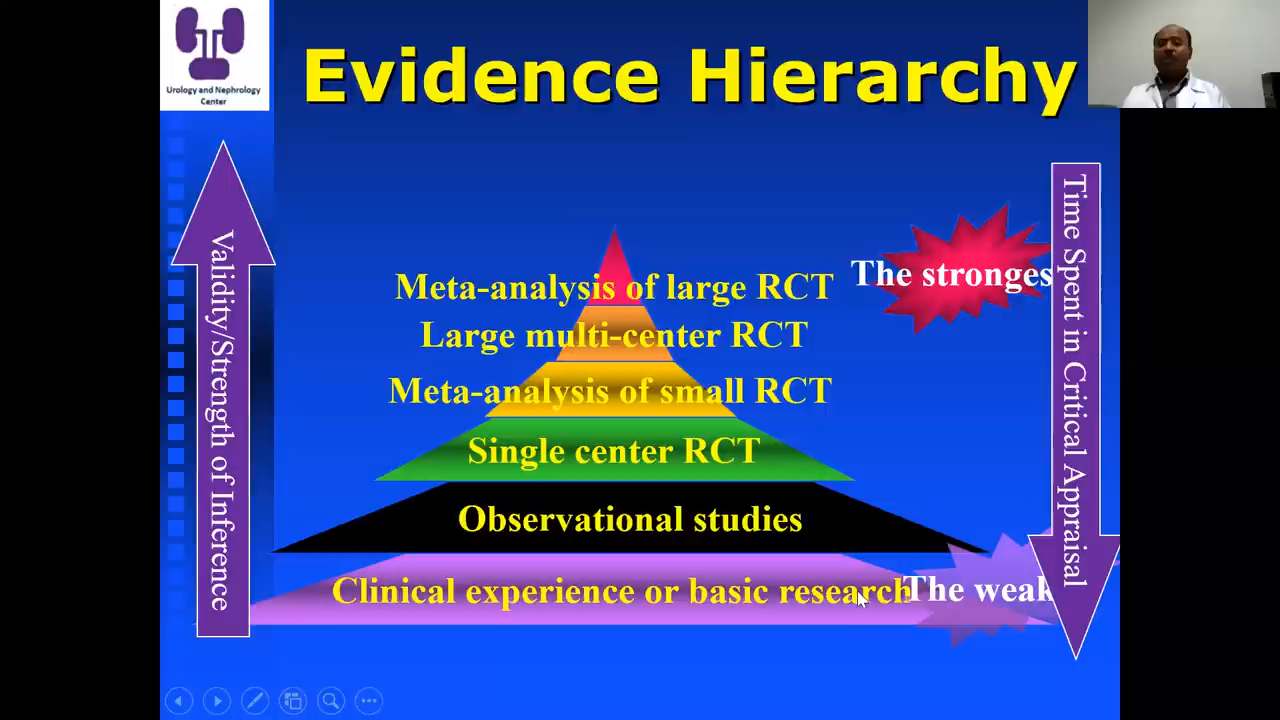 Urology and Nephrology
Center
Evidence Hierarchy
Validity/Strength of Inference
Meta-analysis of large RCT
The stronges
Large multi-center RCT
Meta-analysis of small RCT
Single center RCT
Observational studies
Clinical experience or basic research
The weak
Time Spent in Critical Appraisal